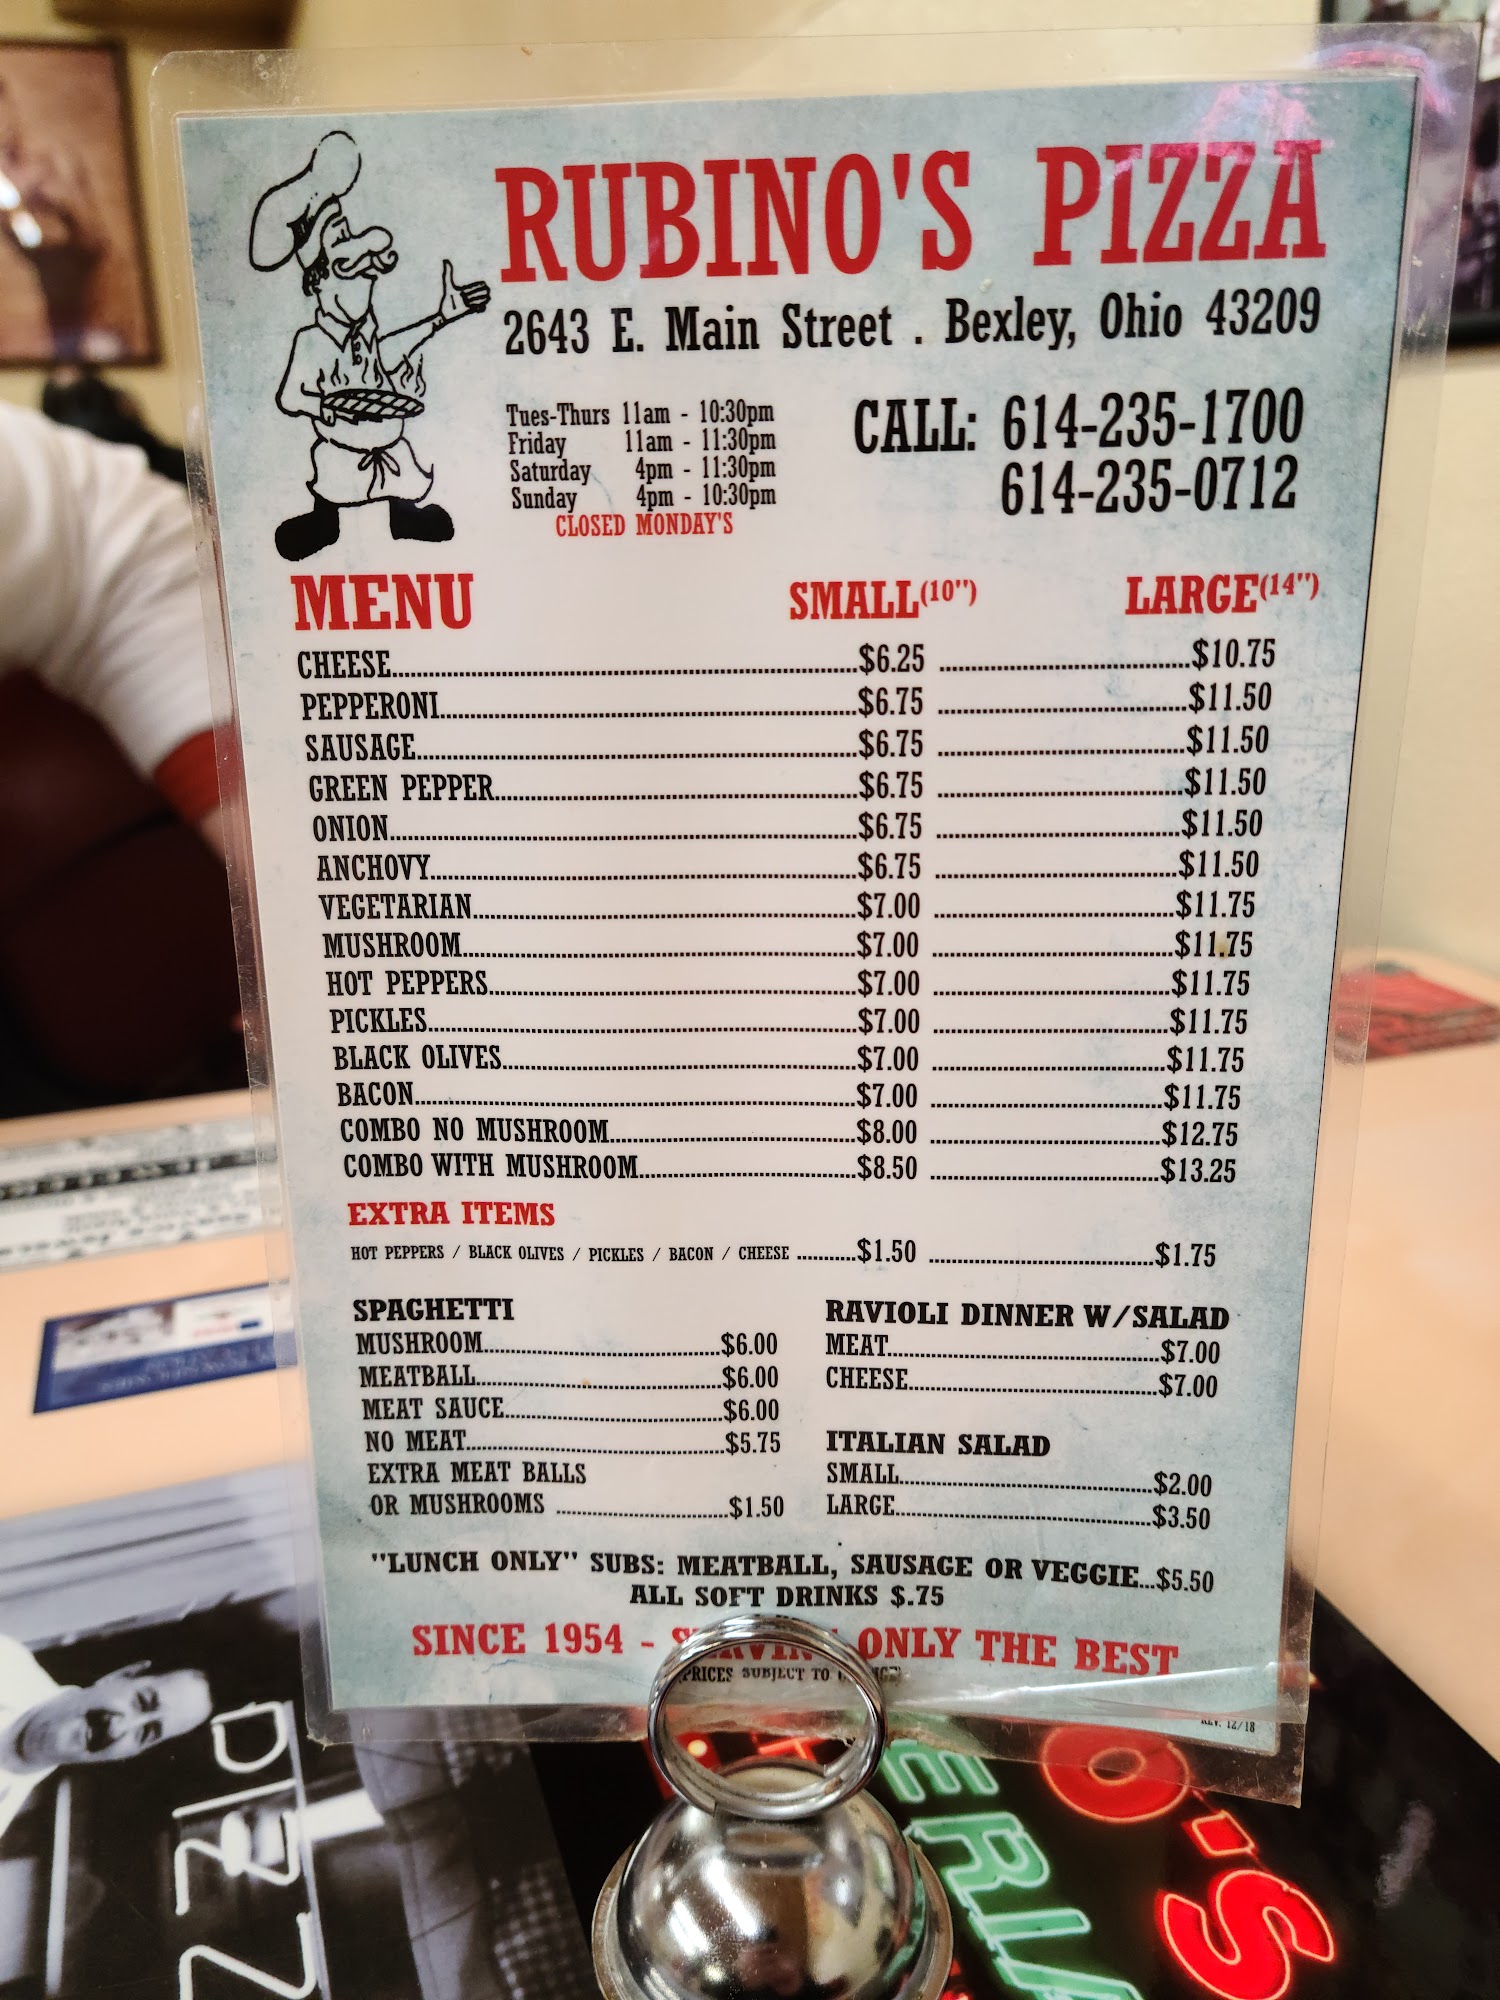 RUBINO'S PIZZA
2643 E. Main Street . Bexley, Ohio 43209
Tues-Thurs 11am - 10:30pm
Friday 11am - 11:30pm
Saturday 4pm - 11:30pm
Sunday 4pm - 10:30pm
CLOSED MONDAY'S
CALL: 614-235-1700
614-235-0712
MENU SMALL(10") LARGE(14")
CHEESE $6.25 $10.75
PEPPERONI $6.75 $11.50
SAUSAGE $6.75 $11.50
GREEN PEPPER $6.75 $11.50
ONION $6.75 $11.50
ANCHOVY $6.75 $11.50
VEGETARIAN $7.00 $11.75
MUSHROOM $7.00 $11.75
HOT PEPPERS $7.00 $11.75
PICKLES $7.00 $11.75
BLACK OLIVES $7.00 $11.75
BACON $7.00 $11.75
COMBO NO MUSHROOM $8.00 $12.75
COMBO WITH MUSHROOM $8.50 $13.25
EXTRA ITEMS
HOT PEPPERS / BLACK OLIVES / PICKLES / BACON / CHEESE $1.50 $1.75
SPAGHETTI
MUSHROOM $6.00
MEATBALL $6.00
MEAT SAUCE $6.00
NO MEAT $5.75
EXTRA MEAT BALLS
OR MUSHROOMS $1.50
RAVIOLI DINNER W/SALAD
MEAT $7.00
CHEESE $7.00
ITALIAN SALAD
SMALL $2.00
LARGE $3.50
"LUNCH ONLY" SUBS: MEATBALL, SAUSAGE OR VEGGIE...$5.50
ALL SOFT DRINKS $.75
SINCE 1954 - ONLY THE BEST
(PRICES SUBJECT TO
REV. 12/18